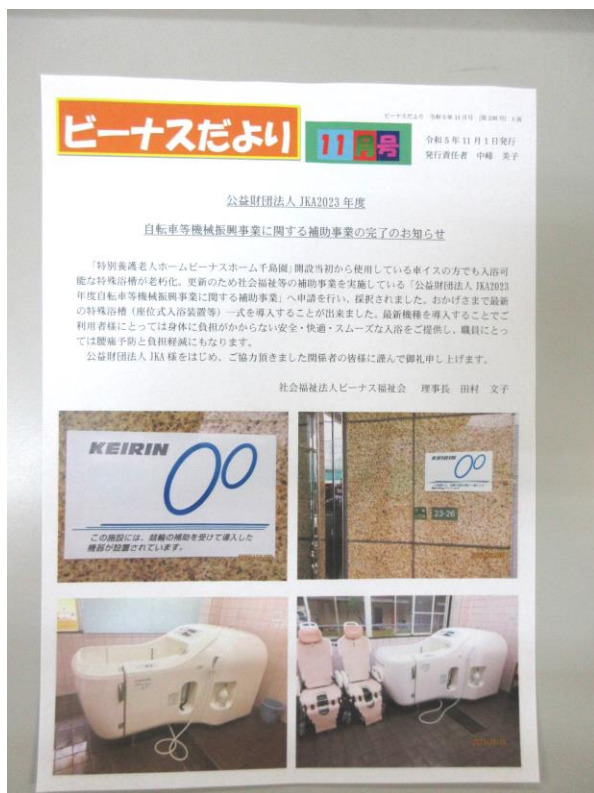 ビーナスだより 令和5年11月号
ビーナスだより
11月号
令和5年11月1日発行
発行責任者 中峰 美子
公益財団法人 JKA2023 年度
自転車等機械振興事業に関する補助事業の完了のお知らせ
「特別養護老人ホームビーナスホーム千島園」開設当初から使用している車イスの方でも入浴可
能な特殊浴槽が老朽化。更新のため社会福祉等の補助事業を実施している「公益財団法人 JKA2023
年度自転車等機械振興事業に関する補助事業」へ申請を行い、採択されました。おかげさまで最新
の特殊浴槽（座位式入浴装置等）一式を導入することが出来ました。最新機種を導入することでご
利用者様にとっては身体に負担がかからない安全・快適・スムーズな入浴をご提供し、職員にとっ
ては腰痛予防と負担軽減にもなります。
公益財団法人 JKA 様をはじめ、ご協力頂きました関係者の皆様に謹んで御礼申し上げます。
社会福祉法人ビーナス福祉会 理事長 田村 文子
KEIRIN
この施設には、競輪の補助を受けて導入した
機器が設置されています。
KEIRIN
23-26